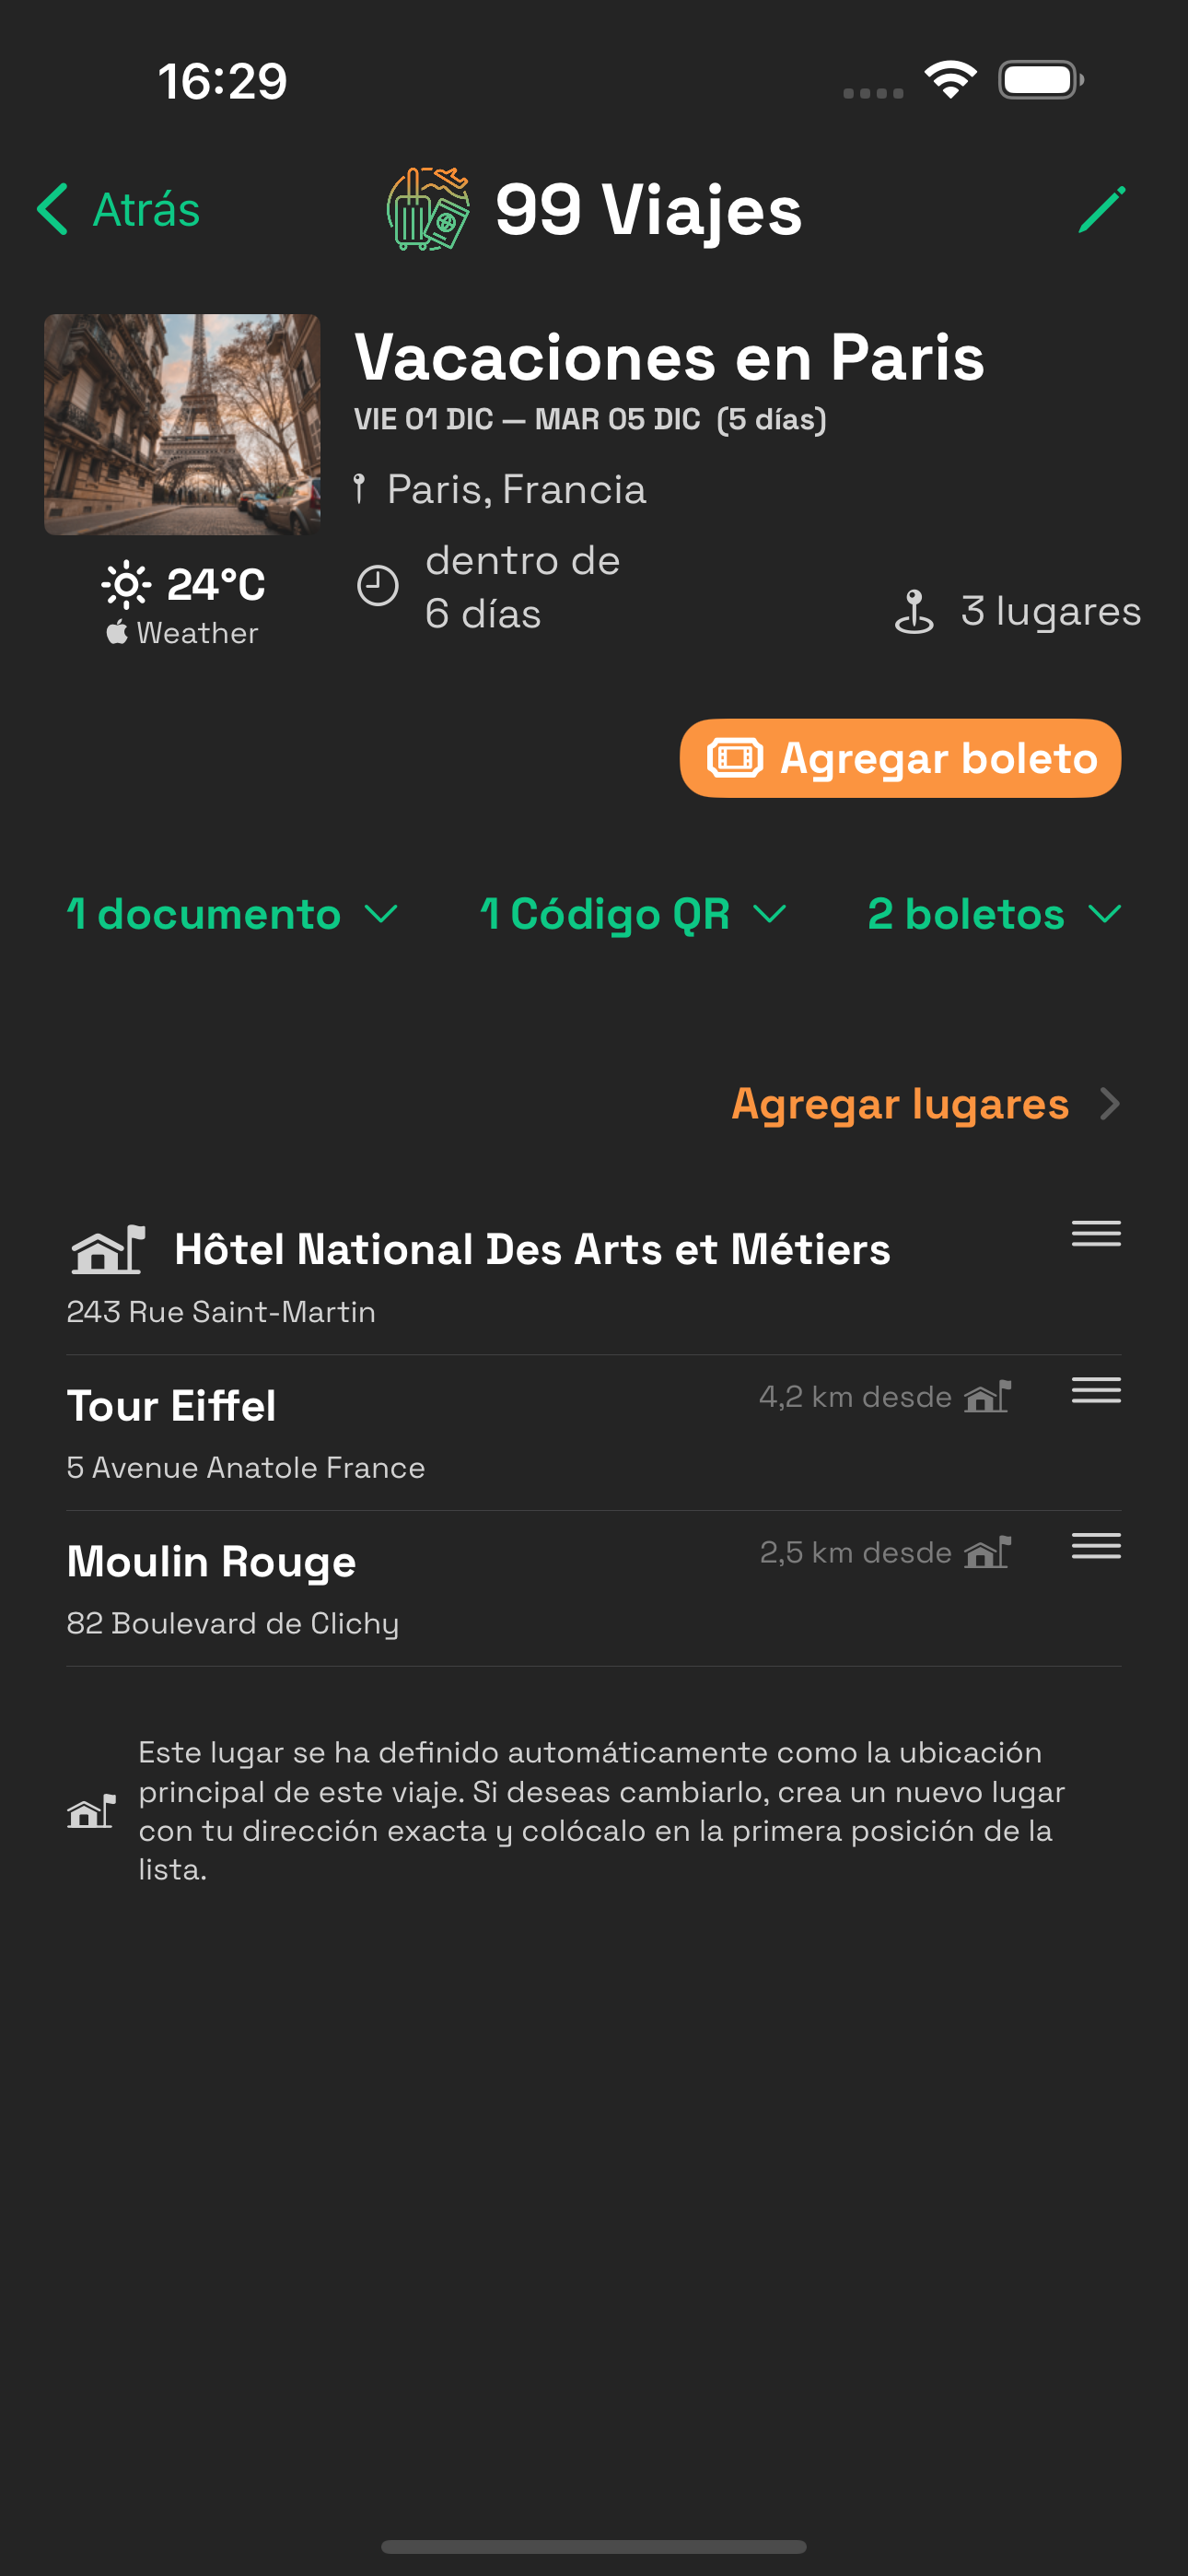 16:29
Atrás
99 Viajes
Vacaciones en Paris
VIE 01 DIC — MAR 05 DIC (5 días)
Paris, Francia
24°C
Weather
dentro de
6 días
3 lugares
Agregar boleto
1 documento
1 Código QR
2 boletos
Agregar lugares
Hôtel National Des Arts et Métiers
243 Rue Saint-Martin
Tour Eiffel
4,2 km desde
5 Avenue Anatole France
Moulin Rouge
2,5 km desde
82 Boulevard de Clichy
Este lugar se ha definido automáticamente como la ubicación
principal de este viaje. Si deseas cambiarlo, crea un nuevo lugar
con tu dirección exacta y colócalo en la primera posición de la
lista.